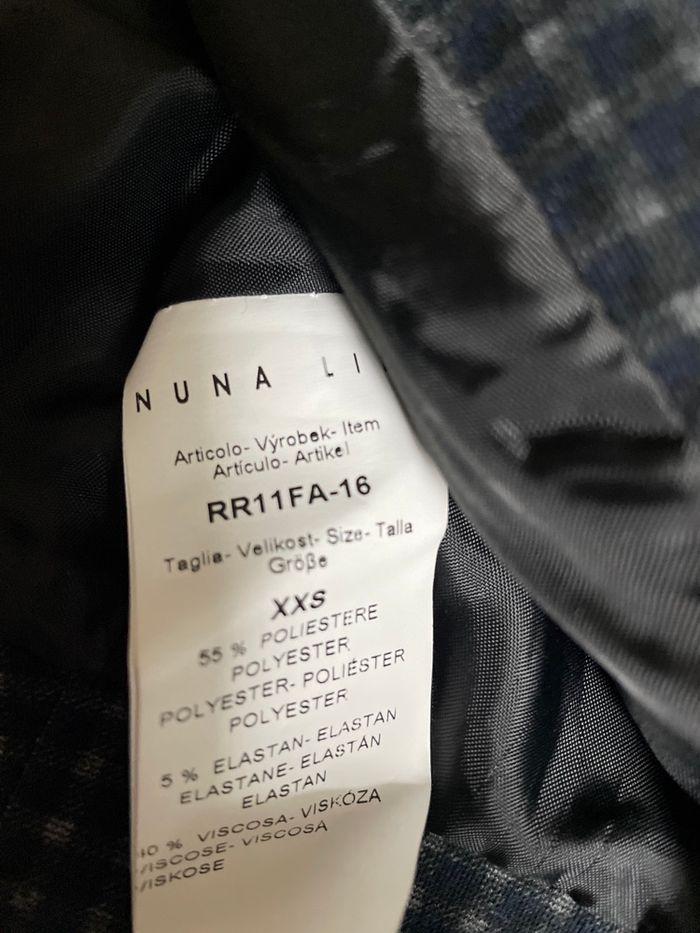 NUNA LI
Articolo- Výrobek- Item
Artículo- Artikel
RR11FA-16
Taglia- Velikost- Size- Talla
Größe
XXS
55 % POLIESTERE
POLYESTER
POLYESTER- POLIÉSTER
POLYESTER
5 % ELASTAN- ELASTAN
ELASTANE- ELASTÁN
ELASTAN
40 % VISCOSA- VISKÓZA
VISCOSE- VISCOSA
VISKOSE